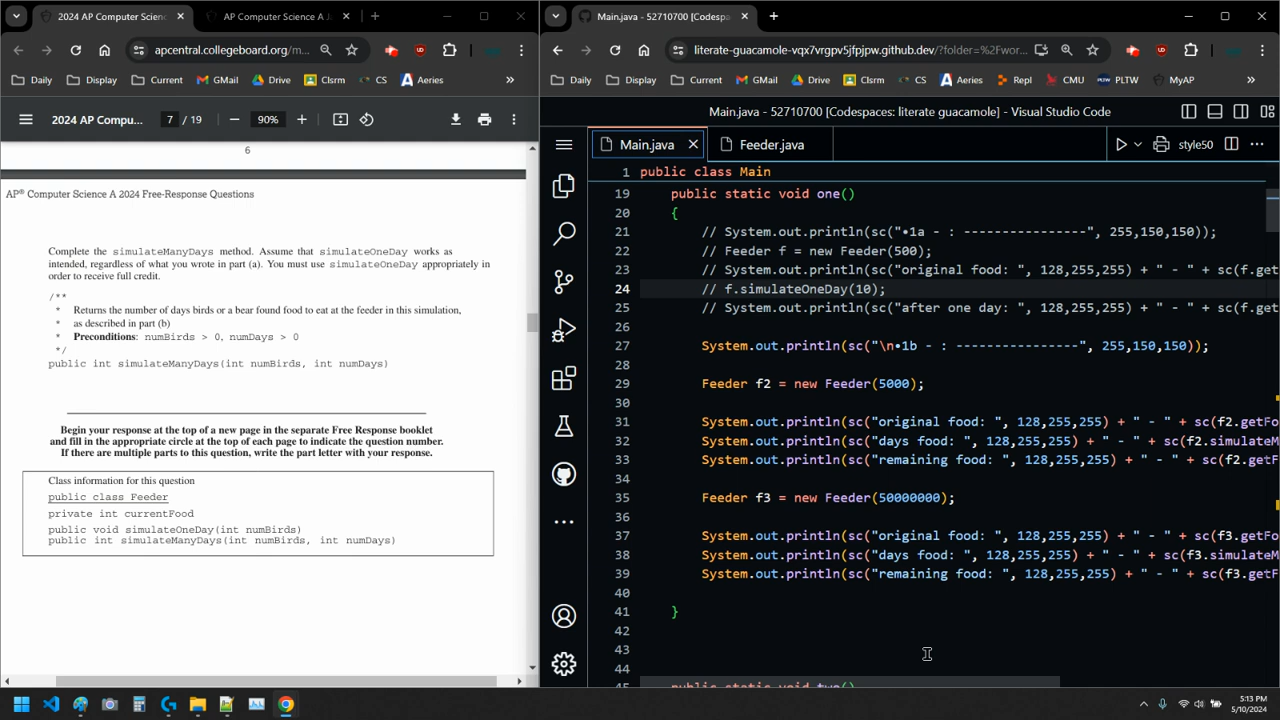 2024 AP Computer Scienc
AP Computer Science A
apcentral.collegeboard.org/m...
Daily
Display
Current
GMail
Drive
Clsrm
CS
Aeries
»
2024 AP Compu...
7 / 19
90%
6
AP® Computer Science A 2024 Free-Response Questions
Complete the simulateManyDays method. Assume that simulateOneDay works as
intended, regardless of what you wrote in part (a). You must use simulateOneDay appropriately in
order to receive full credit.
/**
* Returns the number of days birds or a bear found food to eat at the feeder in this simulation,
* as described in part (b)
* Preconditions: numBirds > 0, numDays > 0
*/
public int simulateManyDays(int numBirds, int numDays)
Begin your response at the top of a new page in the separate Free Response booklet
and fill in the appropriate circle at the top of each page to indicate the question number.
If there are multiple parts to this question, write the part letter with your response.
Class information for this question
public class Feeder
private int currentFood
public void simulateOneDay(int numBirds)
public int simulateManyDays(int numBirds, int numDays)
Main.java - 52710700 [Codespac
literate-guacamole-vqx7vrgpv5jfpjpw.github.dev/?folder=%2Fwor...
Daily
Display
Current
GMail
Drive
Clsrm
CS
Aeries
Repl
CMU
PLTW
MyAP
»
Main.java - 52710700 [Codespaces: literate guacamole] - Visual Studio Code
Main.java
Feeder.java
style50
1 public class Main
19 public static void one()
20 {
21 // System.out.println(sc("•1a - : ----------------", 255,150,150));
22 // Feeder f = new Feeder(500);
23 // System.out.println(sc("original food: ", 128,255,255) + " - " + sc(f.get
24 // f.simulateOneDay(10);
25 // System.out.println(sc("after one day: ", 128,255,255) + " - " + sc(f.get
26
27 System.out.println(sc("\n•1b - : ----------------", 255,150,150));
28
29 Feeder f2 = new Feeder(5000);
30
31 System.out.println(sc("original food: ", 128,255,255) + " - " + sc(f2.getFo
32 System.out.println(sc("days food: ", 128,255,255) + " - " + sc(f2.simulateM
33 System.out.println(sc("remaining food: ", 128,255,255) + " - " + sc(f2.getF
34
35 Feeder f3 = new Feeder(50000000);
36
37 System.out.println(sc("original food: ", 128,255,255) + " - " + sc(f3.getFo
38 System.out.println(sc("days food: ", 128,255,255) + " - " + sc(f3.simulateM
39 System.out.println(sc("remaining food: ", 128,255,255) + " - " + sc(f3.getF
40
41 }
42
43
44
45 public static void two()
5:13 PM
5/10/2024